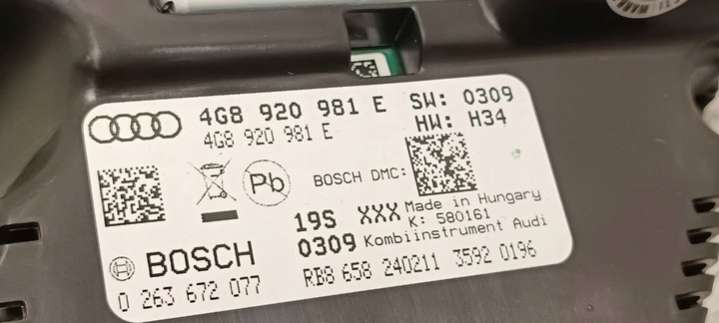 4G8 920 981 E SW: 0309
4G8 920 981 E HW: H34
Pb BOSCH DMC:
19S XXX Made in Hungary
K: 580161
BOSCH 0309 Kombiinstrument Audi
0 263 672 077 RB8 658 240211 3592 0196